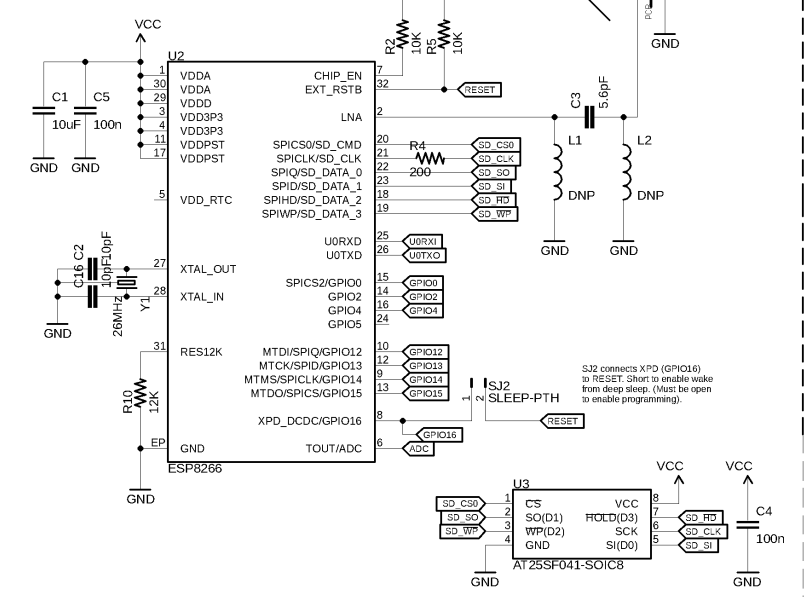 VCC
U2
R2
10K
R5
10K
PCB
GND
1 VDDA
30 VDDA
29 VDDD
3 VDD3P3
4 VDD3P3
11 VDDPST
17 VDDPST
5 VDD_RTC
C1
10uF
C5
100n
GND
GND
CHIP_EN 7
EXT_RSTB 32 RESET
LNA 2
SPICS0/SD_CMD 20 SD_CS0
SPICLK/SD_CLK 21 R4 200 SD_CLK
SPIQ/SD_DATA_0 22 SD_SO
SPID/SD_DATA_1 23 SD_SI
SPIHD/SD_DATA_2 18 SD_HD
SPIWP/SD_DATA_3 19 SD_WP
C3
5.6pF
L1
DNP
L2
DNP
GND
GND
U0RXD 25 U0RXI
U0TXD 26 U0TXO
C16 C2
10pF 10pF
27 XTAL_OUT
28 XTAL_IN
26MHz
Y1
GND
SPICS2/GPIO0 15 GPIO0
GPIO2 14 GPIO2
GPIO4 16 GPIO4
GPIO5 24
31 RES12K
R10
12K
MTDI/SPIQ/GPIO12 10 GPIO12
MTCK/SPID/GPIO13 12 GPIO13
MTMS/SPICLK/GPIO14 9 GPIO14
MTDO/SPICS/GPIO15 13 GPIO15
XPD_DCDC/GPIO16 8 GPIO16
TOUT/ADC 6 ADC
EP GND
ESP8266
GND
1 2
SJ2
SLEEP-PTH
RESET
SJ2 connects XPD (GPIO16)
to RESET. Short to enable wake
from deep sleep. (Must be open
to enable programming).
VCC
VCC
U3
SD_CS0 1 CS
SD_SO 2 SO(D1)
SD_WP 3 WP(D2)
4 GND
VCC 8
HOLD(D3) 7 SD_HD
SCK 6 SD_CLK
SI(D0) 5 SD_SI
AT25SF041-SOIC8
GND
C4
100n
GND